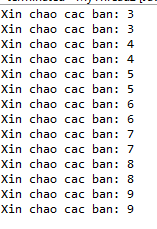 Xin chao cac ban: 3
Xin chao cac ban: 3
Xin chao cac ban: 4
Xin chao cac ban: 4
Xin chao cac ban: 5
Xin chao cac ban: 5
Xin chao cac ban: 6
Xin chao cac ban: 6
Xin chao cac ban: 7
Xin chao cac ban: 7
Xin chao cac ban: 8
Xin chao cac ban: 8
Xin chao cac ban: 9
Xin chao cac ban: 9